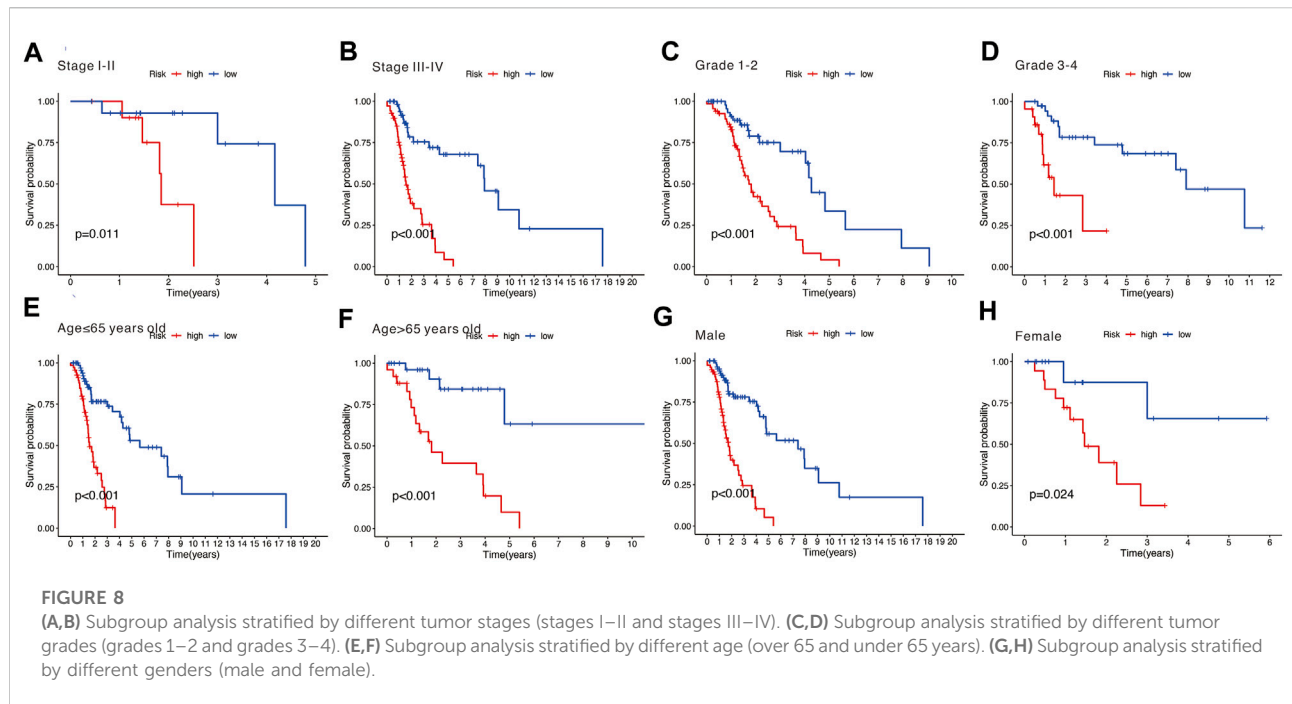 A
Stage I-II
Risk high low
Survival probability
1.00
0.75
0.50
0.25
0.00
p=0.011
0 1 2 3 4 5
Time(years)
B
Stage III-IV
Risk high low
Survival probability
1.00
0.75
0.50
0.25
0.00
p<0.001
0 1 2 3 4 5 6 7 8 9 10 11 12 13 14 15 16 17 18 19 20
Time(years)
C
Grade 1-2
Risk high low
Survival probability
1.00
0.75
0.50
0.25
0.00
p<0.001
0 1 2 3 4 5 6 7 8 9 10
Time(years)
D
Grade 3-4
Risk high low
Survival probability
1.00
0.75
0.50
0.25
0.00
p<0.001
0 1 2 3 4 5 6 7 8 9 10 11 12
Time(years)
E
Age≤65 years old
Risk high low
Survival probability
1.00
0.75
0.50
0.25
0.00
p<0.001
0 1 2 3 4 5 6 7 8 9 10 11 12 13 14 15 16 17 18 19 20
Time(years)
F
Age>65 years old
Risk high low
Survival probability
1.00
0.75
0.50
0.25
0.00
p<0.001
0 1 2 3 4 5 6 7 8 9 10
Time(years)
G
Male
Risk high low
Survival probability
1.00
0.75
0.50
0.25
0.00
p<0.001
0 1 2 3 4 5 6 7 8 9 10 11 12 13 14 15 16 17 18 19 20
Time(years)
H
Female
Risk high low
Survival probability
1.00
0.75
0.50
0.25
0.00
p=0.024
0 1 2 3 4 5 6
Time(years)
FIGURE 8
(A,B) Subgroup analysis stratified by different tumor stages (stages I–II and stages III–IV). (C,D) Subgroup analysis stratified by different tumor
grades (grades 1–2 and grades 3–4). (E,F) Subgroup analysis stratified by different age (over 65 and under 65 years). (G,H) Subgroup analysis stratified
by different genders (male and female).